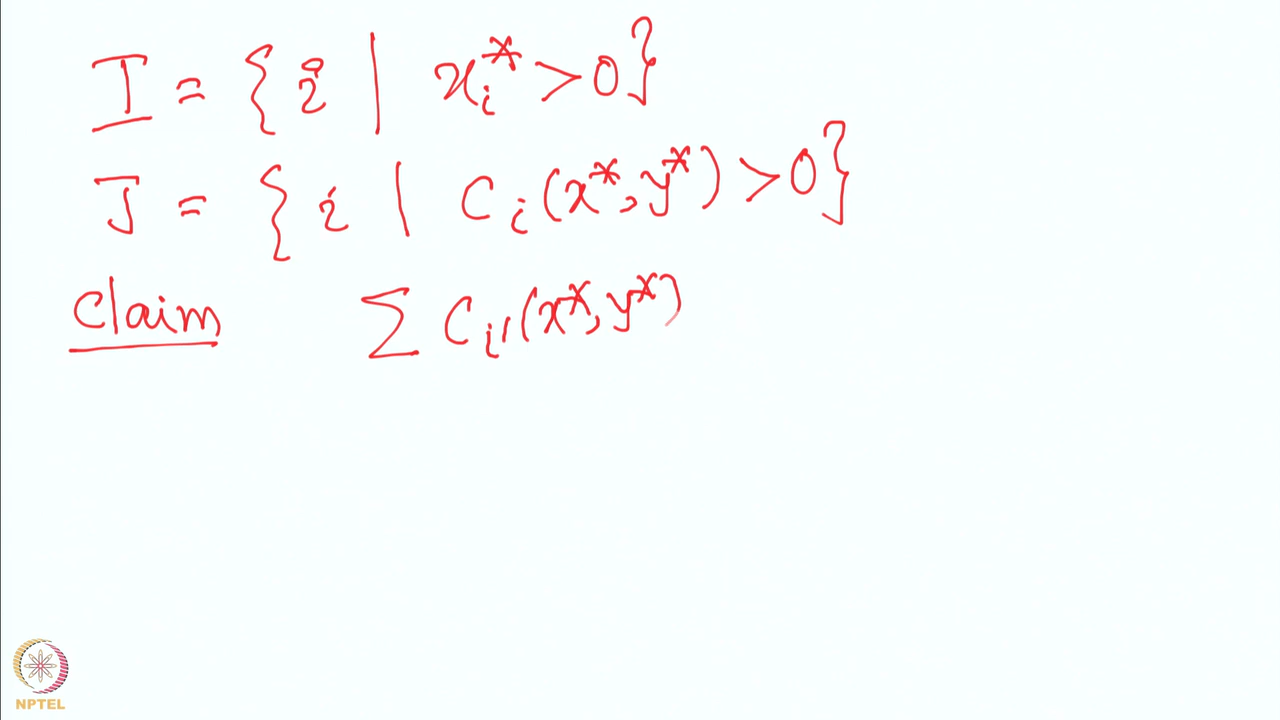 I = { i | x_i^* > 0 }
J = { i | C_i(x^*, y^*) > 0 }
Claim ∑ C_i(x^*, y^*)
NPTEL